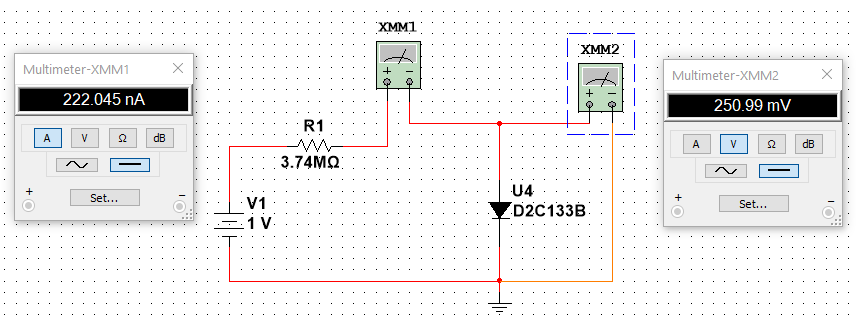 XMM1
XMM2
Multimeter-XMM1
222.045 nA
A V Ω dB
Set...
+ −
Multimeter-XMM2
250.99 mV
A V Ω dB
Set...
+ −
+ −
+ −
R1
3.74MΩ
V1
1 V
U4
D2C133B